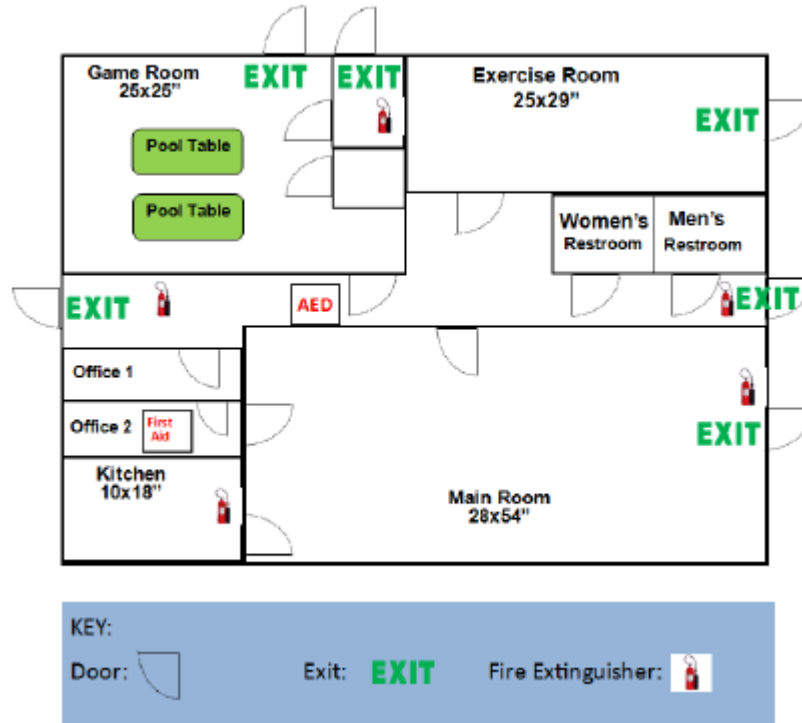 Game Room
25x25"
EXIT
EXIT
Exercise Room
25x29"
EXIT
Pool Table
Pool Table
Women's
Restroom
Men's
Restroom
EXIT
AED
EXIT
Office 1
Office 2
First
Aid
EXIT
Kitchen
10x18"
Main Room
28x54"
KEY:
Door:
Exit:
EXIT
Fire Extinguisher: